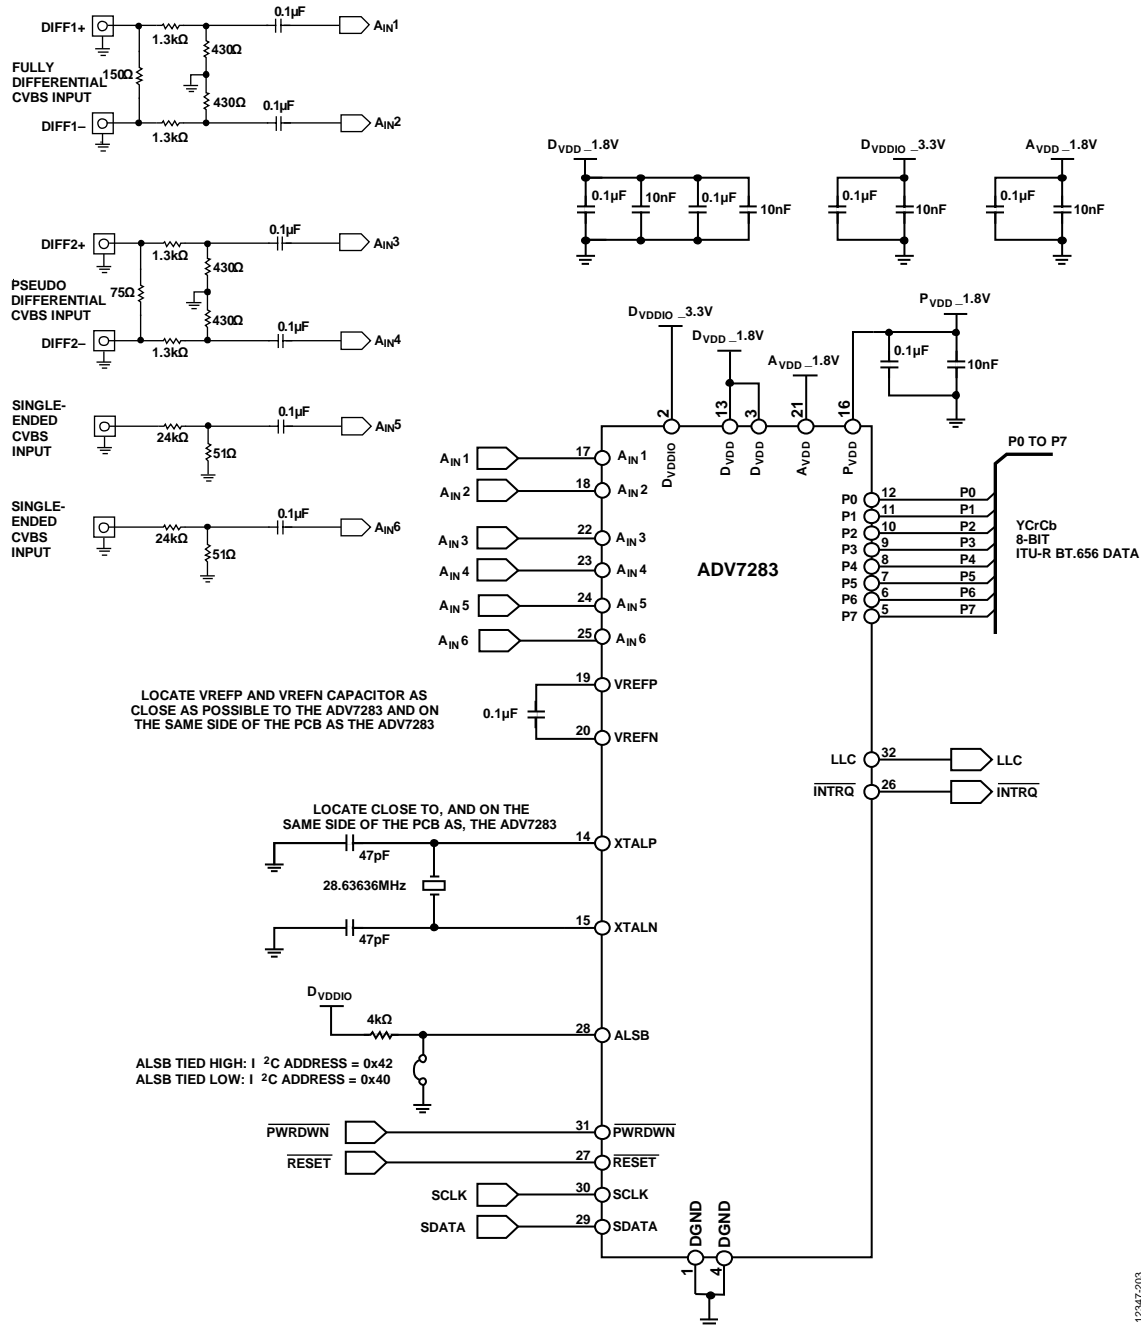 DIFF1+
1.3kΩ
0.1µF
AIN1
FULLY
DIFFERENTIAL
CVBS INPUT
150Ω
430Ω
430Ω
0.1µF
DIFF1–
1.3kΩ
AIN2
DVDD_1.8V
0.1µF
10nF
0.1µF
10nF
DVDDIO_3.3V
0.1µF
10nF
AVDD_1.8V
0.1µF
10nF
DIFF2+
1.3kΩ
0.1µF
AIN3
PSEUDO
DIFFERENTIAL
CVBS INPUT
75Ω
430Ω
430Ω
0.1µF
DIFF2–
1.3kΩ
AIN4
SINGLE-
ENDED
CVBS
INPUT
24kΩ
51Ω
0.1µF
AIN5
SINGLE-
ENDED
CVBS
INPUT
24kΩ
51Ω
0.1µF
AIN6
DVDDIO_3.3V
DVDD_1.8V
AVDD_1.8V
PVDD_1.8V
0.1µF
10nF
2
13
3
21
16
DVDDIO
DVDD
DVDD
AVDD
PVDD
AIN1
17
AIN1
AIN2
18
AIN2
AIN3
22
AIN3
AIN4
23
AIN4
AIN5
24
AIN5
AIN6
25
AIN6
ADV7283
P0 TO P7
P0
12
P0
P1
11
P1
P2
10
P2
P3
9
P3
P4
8
P4
P5
7
P5
P6
6
P6
P7
5
P7
YCrCb
8-BIT
ITU-R BT.656 DATA
LOCATE VREFP AND VREFN CAPACITOR AS
CLOSE AS POSSIBLE TO THE ADV7283 AND ON
THE SAME SIDE OF THE PCB AS THE ADV7283
0.1µF
19
VREFP
20
VREFN
LLC
32
LLC
INTRQ
26
INTRQ
LOCATE CLOSE TO, AND ON THE
SAME SIDE OF THE PCB AS, THE ADV7283
47pF
14
XTALP
28.63636MHz
47pF
15
XTALN
DVDDIO
4kΩ
28
ALSB
ALSB TIED HIGH: I 2C ADDRESS = 0x42
ALSB TIED LOW: I 2C ADDRESS = 0x40
PWRDWN
31
PWRDWN
RESET
27
RESET
SCLK
30
SCLK
SDATA
29
SDATA
DGND
DGND
1
4
12347-203